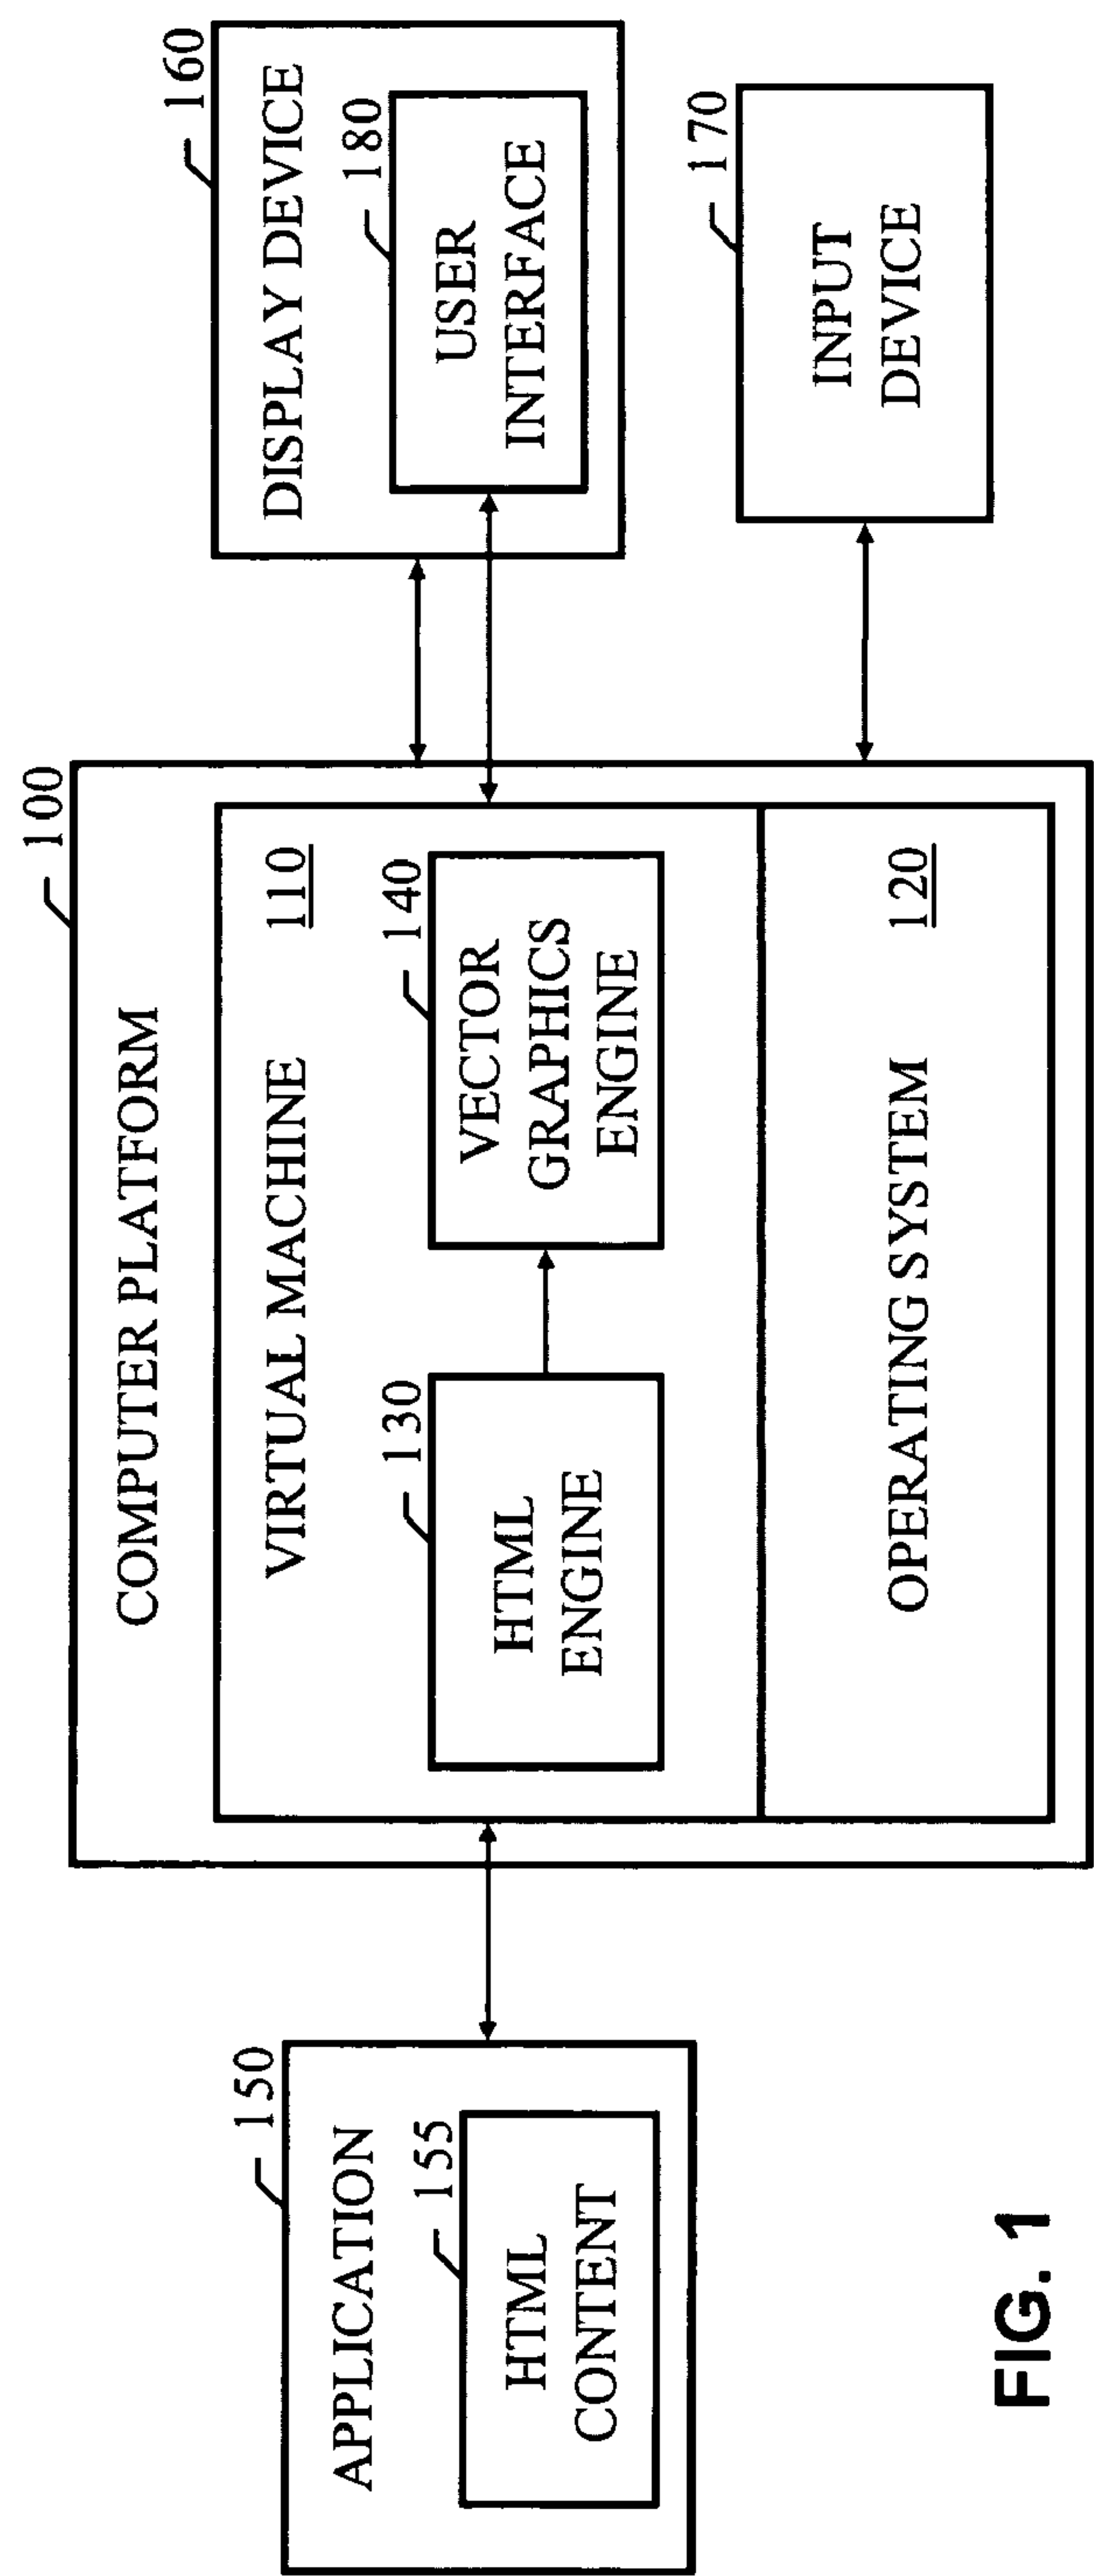 100
COMPUTER PLATFORM
VIRTUAL MACHINE
110
130
HTML
ENGINE
140
VECTOR
GRAPHICS
ENGINE
OPERATING SYSTEM
120
150
APPLICATION
155
HTML
CONTENT
160
DISPLAY DEVICE
180
USER
INTERFACE
170
INPUT
DEVICE
FIG. 1